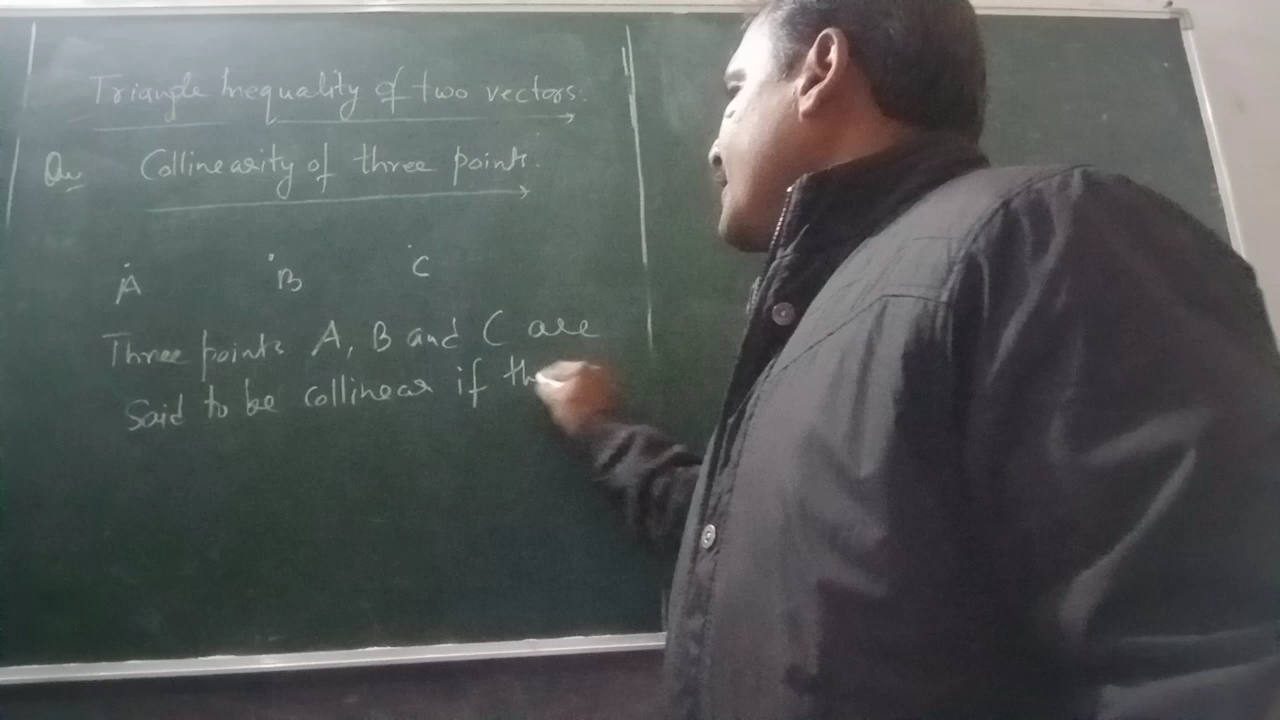 Triangle Inequality of two vectors.
Qu Collinearity of three points.
A B C
Three points A, B and C are
Said to be collinear if the